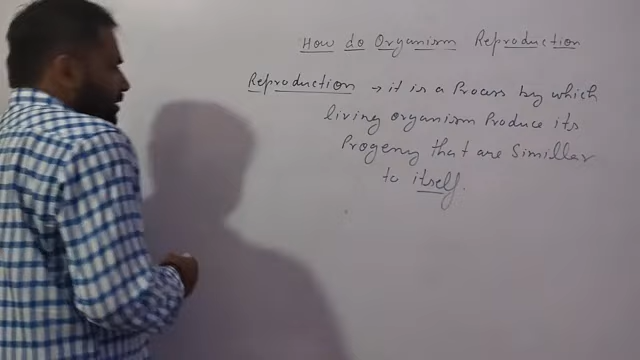 How do Organism Reproduction
Reproduction → it is a Process by which
living organism Produce its
Progeny that are Similler
to itself.